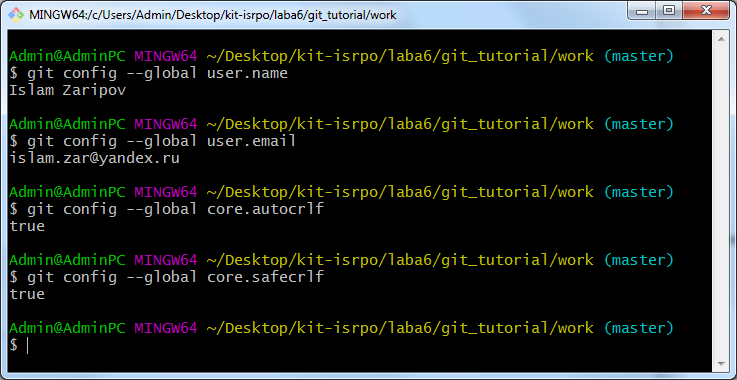 MINGW64:/c/Users/Admin/Desktop/kit-isrpo/laba6/git_tutorial/work
Admin@AdminPC MINGW64 ~/Desktop/kit-isrpo/laba6/git_tutorial/work (master)
$ git config --global user.name
Islam Zaripov
Admin@AdminPC MINGW64 ~/Desktop/kit-isrpo/laba6/git_tutorial/work (master)
$ git config --global user.email
islam.zar@yandex.ru
Admin@AdminPC MINGW64 ~/Desktop/kit-isrpo/laba6/git_tutorial/work (master)
$ git config --global core.autocrlf
true
Admin@AdminPC MINGW64 ~/Desktop/kit-isrpo/laba6/git_tutorial/work (master)
$ git config --global core.safecrlf
true
Admin@AdminPC MINGW64 ~/Desktop/kit-isrpo/laba6/git_tutorial/work (master)
$